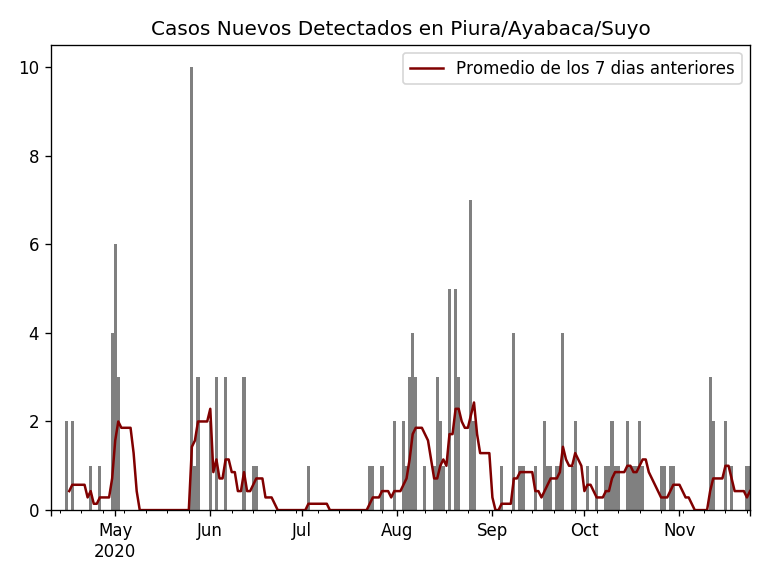 Casos Nuevos Detectados en Piura/Ayabaca/Suyo
Promedio de los 7 dias anteriores
10
8
6
4
2
0
May Jun Jul Aug Sep Oct Nov
2020